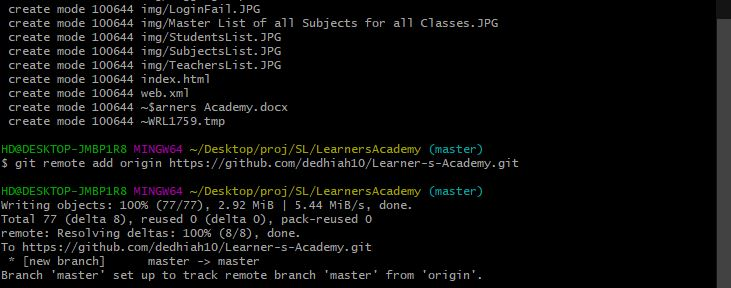 create mode 100644 img/LoginFail.JPG
create mode 100644 img/Master List of all Subjects for all Classes.JPG
create mode 100644 img/StudentsList.JPG
create mode 100644 img/SubjectsList.JPG
create mode 100644 img/TeachersList.JPG
create mode 100644 index.html
create mode 100644 web.xml
create mode 100644 ~$arners Academy.docx
create mode 100644 ~WRL1759.tmp
HD@DESKTOP-JMBP1R8 MINGW64 ~/Desktop/proj/SL/LearnersAcademy (master)
$ git remote add origin https://github.com/dedhiah10/Learner-s-Academy.git
HD@DESKTOP-JMBP1R8 MINGW64 ~/Desktop/proj/SL/LearnersAcademy (master)
Writing objects: 100% (77/77), 2.92 MiB | 5.44 MiB/s, done.
Total 77 (delta 8), reused 0 (delta 0), pack-reused 0
remote: Resolving deltas: 100% (8/8), done.
To https://github.com/dedhiah10/Learner-s-Academy.git
* [new branch] master -> master
Branch 'master' set up to track remote branch 'master' from 'origin'.